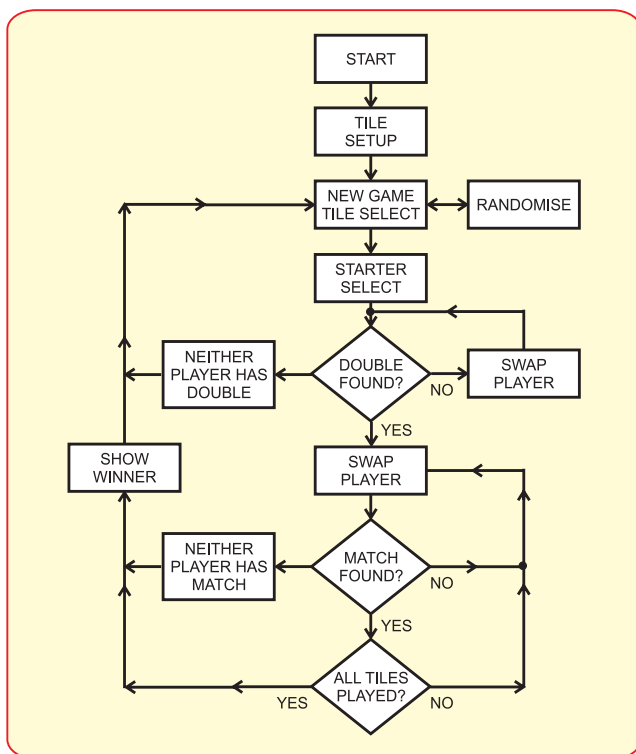 START
TILE
SETUP
NEW GAME
TILE SELECT
RANDOMISE
STARTER
SELECT
NEITHER
PLAYER HAS
DOUBLE
DOUBLE
FOUND?
NO
SWAP
PLAYER
YES
SHOW
WINNER
SWAP
PLAYER
NEITHER
PLAYER HAS
MATCH
MATCH
FOUND?
NO
YES
ALL TILES
PLAYED?
YES
NO